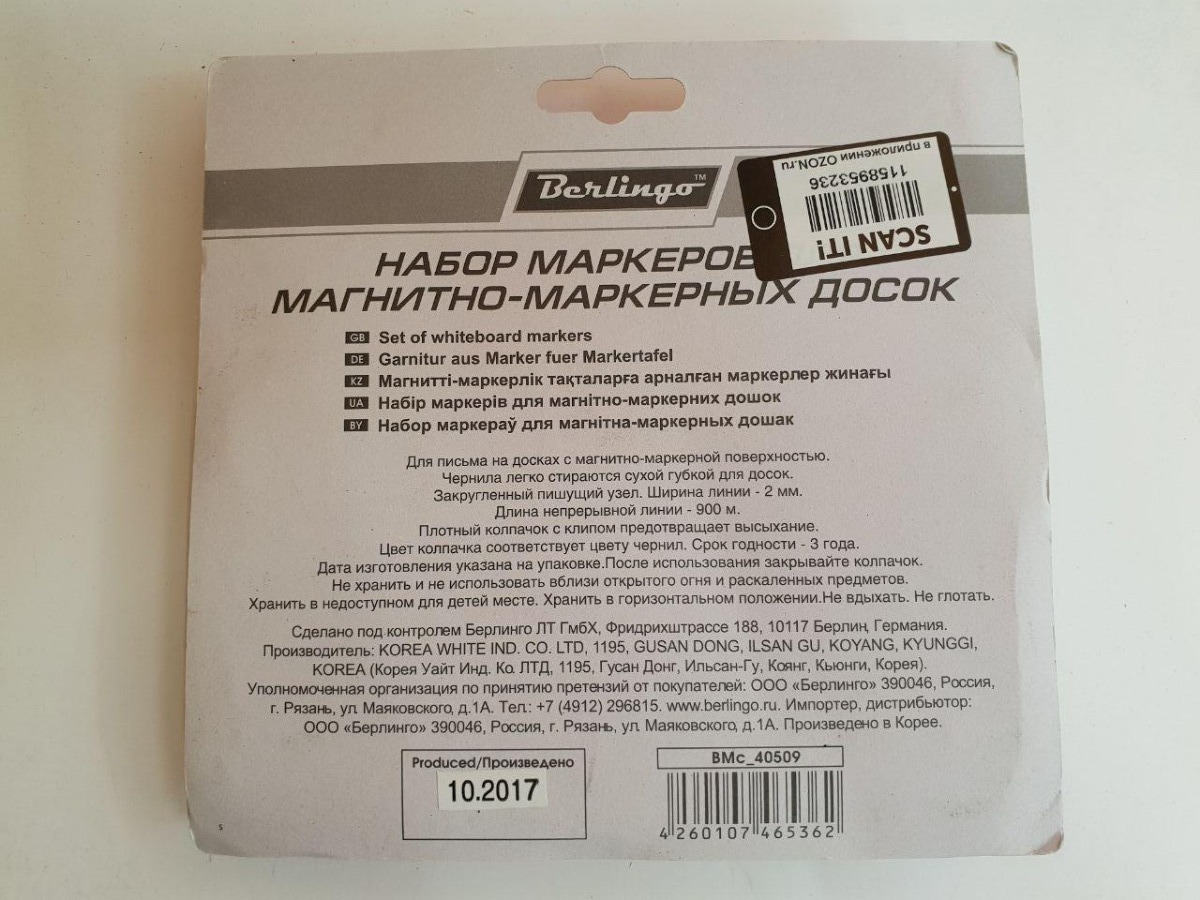 Berlingo™
SCAN IT!
1158953236
в приложении OZON.ru
НАБОР МАРКЕРОВ
МАГНИТНО-МАРКЕРНЫХ ДОСОК
GB Set of whiteboard markers
DE Garnitur aus Marker fuer Markertafel
KZ Магнитті-маркерлік тақталарға арналған маркерлер жинағы
UA Набір маркерів для магнітно-маркерних дошок
BY Набор маркераў для магнітна-маркерных дошак
Для письма на досках с магнитно-маркерной поверхностью.
Чернила легко стираются сухой губкой для досок.
Закругленный пишущий узел. Ширина линии - 2 мм.
Длина непрерывной линии - 900 м.
Плотный колпачок с клипом предотвращает высыхание.
Цвет колпачка соответствует цвету чернил. Срок годности - 3 года.
Дата изготовления указана на упаковке.После использования закрывайте колпачок.
Не хранить и не использовать вблизи открытого огня и раскаленных предметов.
Хранить в недоступном для детей месте. Хранить в горизонтальном положении.Не вдыхать. Не глотать.
Сделано под контролем Берлинго ЛТ ГмбХ, Фридрихштрассе 188, 10117 Берлин, Германия.
Производитель: KOREA WHITE IND. CO. LTD, 1195, GUSAN DONG, ILSAN GU, KOYANG, KYUNGGI,
KOREA (Корея Уайт Инд. Ко. ЛТД, 1195, Гусан Донг, Ильсан-Гу, Коянг, Кьюнги, Корея).
Уполномоченная организация по принятию претензий от покупателей: ООО «Берлинго» 390046, Россия,
г. Рязань, ул. Маяковского, д.1А. Тел.: +7 (4912) 296815. www.berlingo.ru. Импортер, дистрибьютор:
ООО «Берлинго» 390046, Россия, г. Рязань, ул. Маяковского, д.1А. Произведено в Корее.
Produced/Произведено
10.2017
BMc_40509
4 260107 465362
5